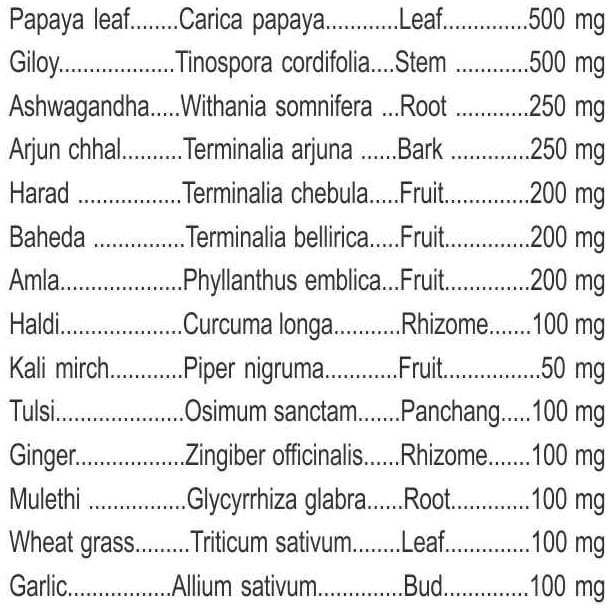 Papaya leaf........Carica papaya............Leaf..............500 mg
Giloy...................Tinospora cordifolia....Stem ............500 mg
Ashwagandha.....Withania somnifera ...Root ............250 mg
Arjun chhal..........Terminalia arjuna ......Bark .............250 mg
Harad .................Terminalia chebula.....Fruit..............200 mg
Baheda ...............Terminalia bellirica.....Fruit..............200 mg
Amla....................Phyllanthus emblica...Fruit..............200 mg
Haldi....................Curcuma longa...........Rhizome.......100 mg
Kali mirch............Piper nigruma............Fruit................50 mg
Tulsi.....................Osimum sanctam.......Panchang.....100 mg
Ginger..................Zingiber officinalis......Rhizome.......100 mg
Mulethi ................Glycyrrhiza glabra......Root.............100 mg
Wheat grass.........Triticum sativum........Leaf..............100 mg
Garlic.................Allium sativum..............Bud..............100 mg